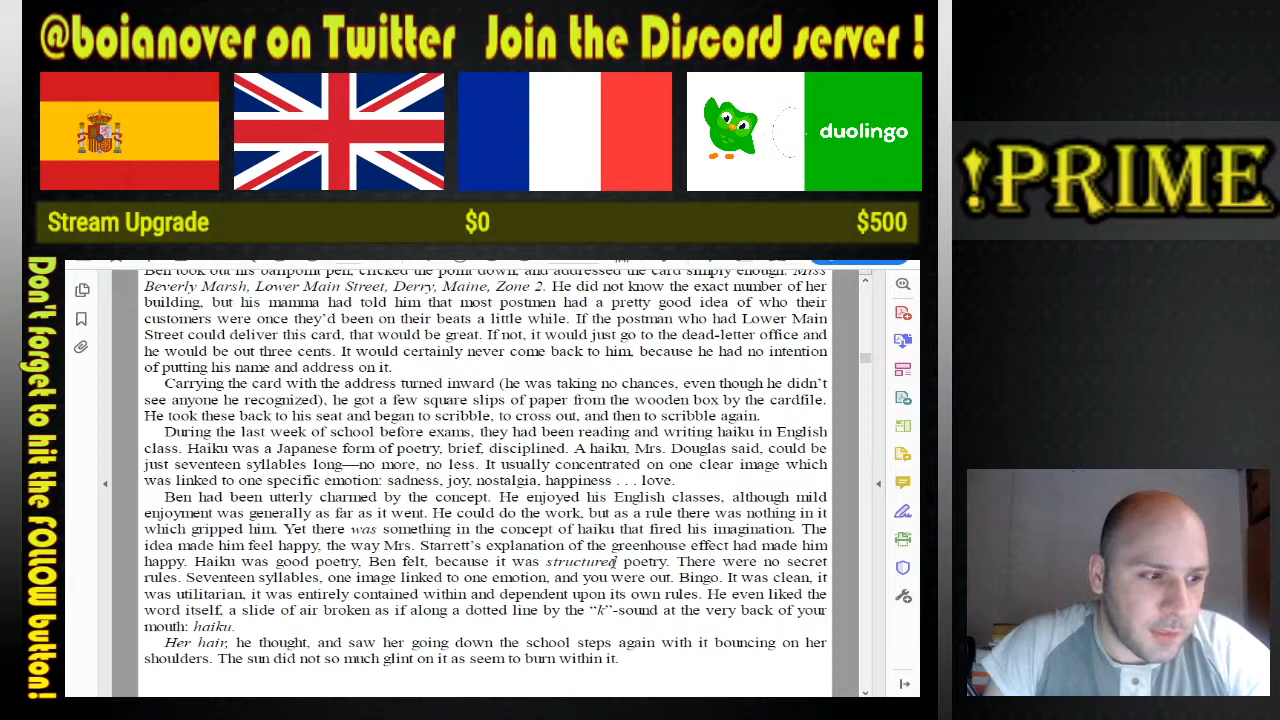 @boianover on Twitter Join the Discord server !
duolingo
!PRIME
Stream Upgrade $0 $500
Don't forget to hit the FOLLOW button!
Ben took out his ballpoint pen, clicked the point down, and addressed the card simply enough: Miss
Beverly Marsh, Lower Main Street, Derry, Maine, Zone 2. He did not know the exact number of her
building, but his mamma had told him that most postmen had a pretty good idea of who their
customers were once they'd been on their beats a little while. If the postman who had Lower Main
Street could deliver this card, that would be great. If not, it would just go to the dead-letter office and
he would be out three cents. It would certainly never come back to him, because he had no intention
of putting his name and address on it.
Carrying the card with the address turned inward (he was taking no chances, even though he didn't
see anyone he recognized), he got a few square slips of paper from the wooden box by the cardfile.
He took these back to his seat and began to scribble, to cross out, and then to scribble again.
During the last week of school before exams, they had been reading and writing haiku in English
class. Haiku was a Japanese form of poetry, brief, disciplined. A haiku, Mrs. Douglas said, could be
just seventeen syllables long—no more, no less. It usually concentrated on one clear image which
was linked to one specific emotion: sadness, joy, nostalgia, happiness . . . love.
Ben had been utterly charmed by the concept. He enjoyed his English classes, although mild
enjoyment was generally as far as it went. He could do the work, but as a rule there was nothing in it
which gripped him. Yet there was something in the concept of haiku that fired his imagination. The
idea made him feel happy, the way Mrs. Starrett's explanation of the greenhouse effect had made him
happy. Haiku was good poetry, Ben felt, because it was structured poetry. There were no secret
rules. Seventeen syllables, one image linked to one emotion, and you were out. Bingo. It was clean, it
was utilitarian, it was entirely contained within and dependent upon its own rules. He even liked the
word itself, a slide of air broken as if along a dotted line by the “k”-sound at the very back of your
mouth: haiku.
Her hair, he thought, and saw her going down the school steps again with it bouncing on her
shoulders. The sun did not so much glint on it as seem to burn within it.